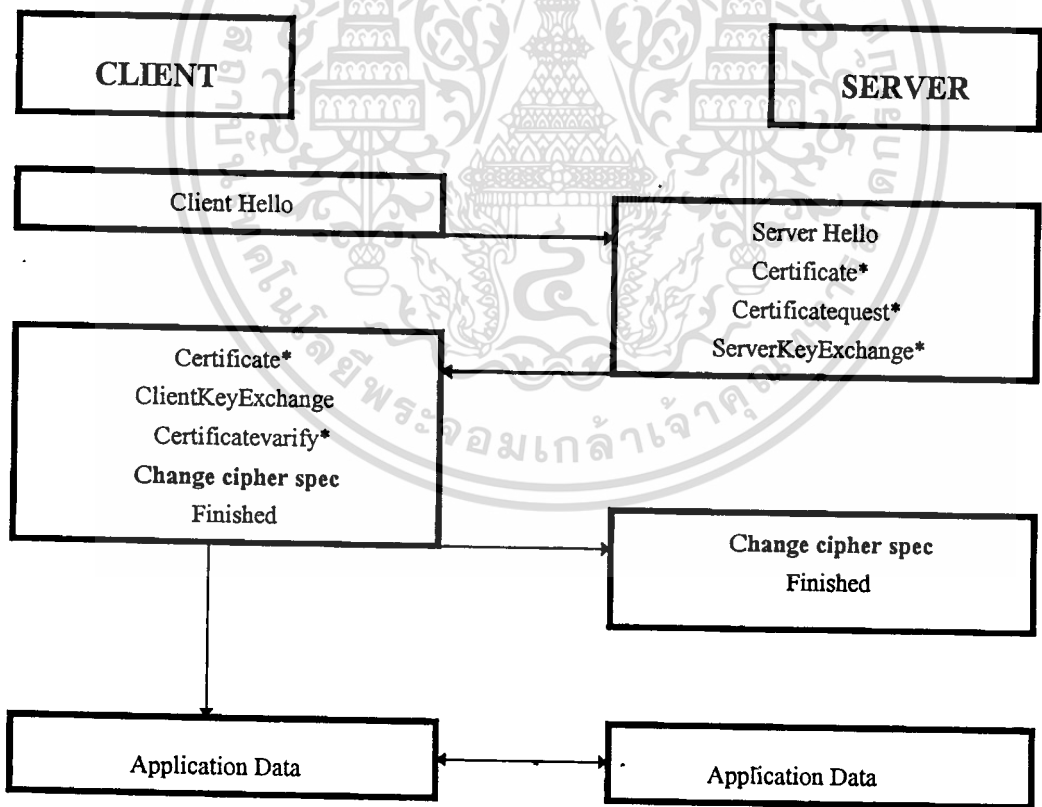 CLIENT
SERVER
Client Hello
Server Hello
Certificate*
Certificatequest*
ServerKeyExchange*
Certificate*
ClientKeyExchange
Certificatevarify*
Change cipher spec
Finished
Change cipher spec
Finished
Application Data
Application Data